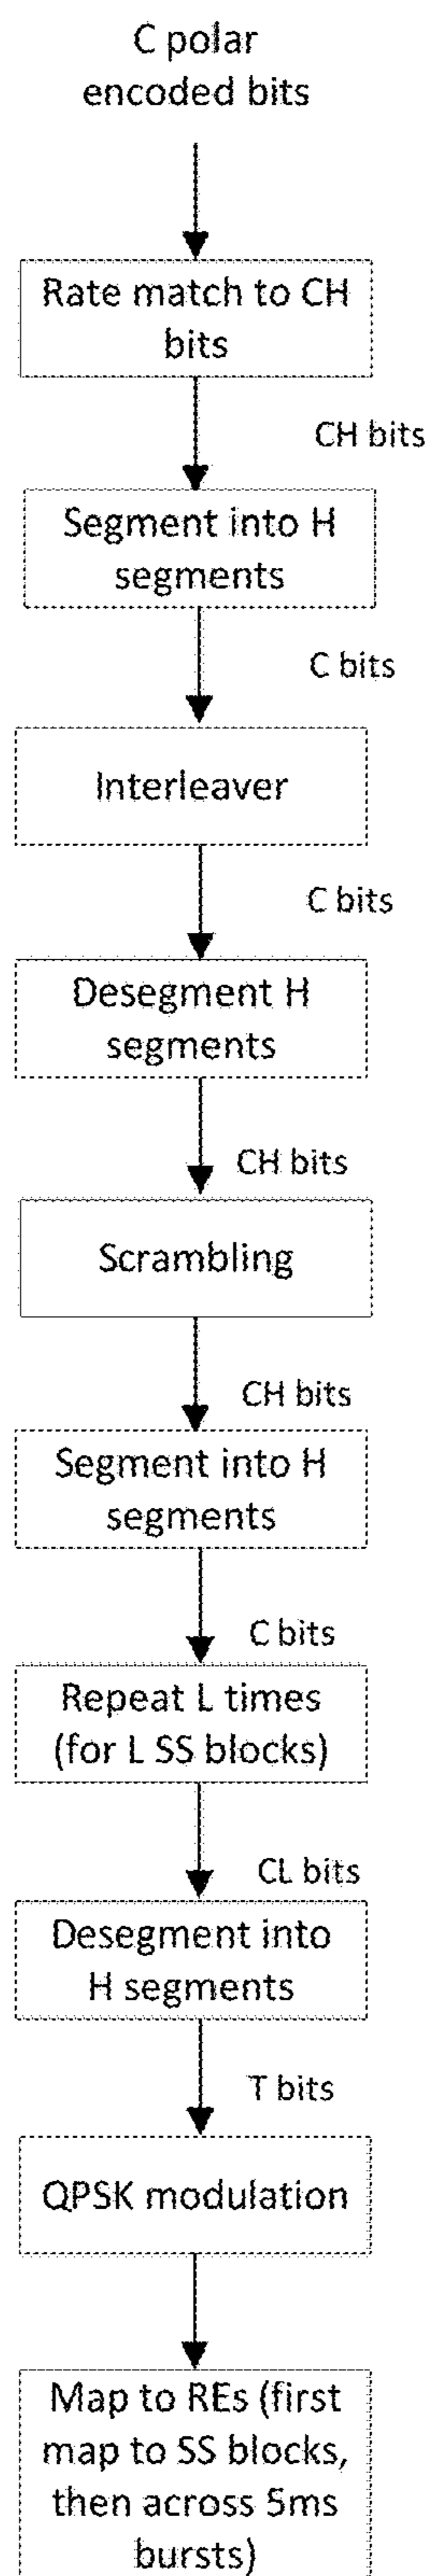 C polar
encoded bits
Rate match to CH
bits
CH bits
Segment into H
segments
C bits
Interleaver
C bits
Desegment H
segments
CH bits
Scrambling
CH bits
Segment into H
segments
C bits
Repeat L times
(for L SS blocks)
CL bits
Desegment into
H segments
T bits
QPSK modulation
Map to REs (first
map to SS blocks,
then across 5ms
bursts)